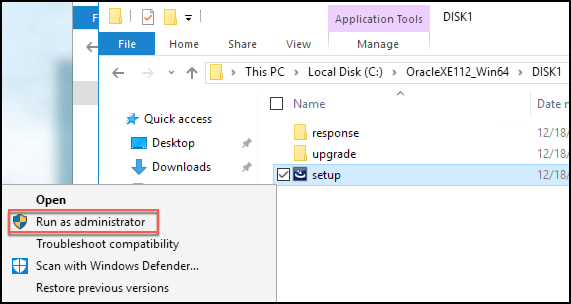 Application Tools
DISK1
F
File
Home
Share
View
Manage
This PC > Local Disk (C:) > OracleXE112_Win64 > DISK1
Name
Date n
Quick access
Desktop
Downloads
response
12/18/
upgrade
12/18/
setup
12/18/
Open
Run as administrator
Troubleshoot compatibility
Scan with Windows Defender...
Restore previous versions